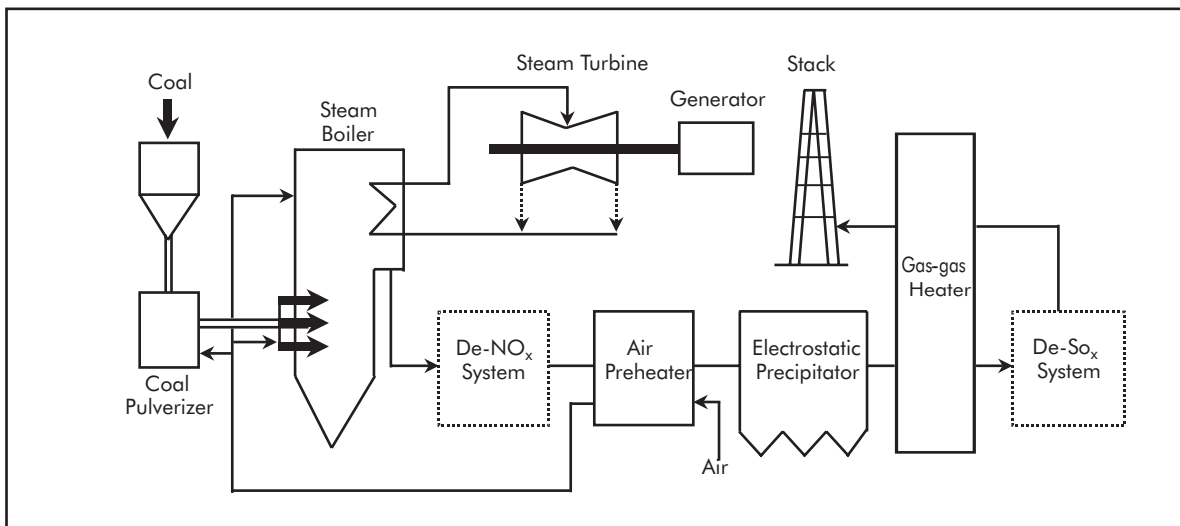 Coal
Steam
Boiler
Steam Turbine
Generator
Stack
Coal
Pulverizer
De-NOx
System
Air
Preheater
Air
Electrostatic
Precipitator
Gas-gas
Heater
De-Sox
System